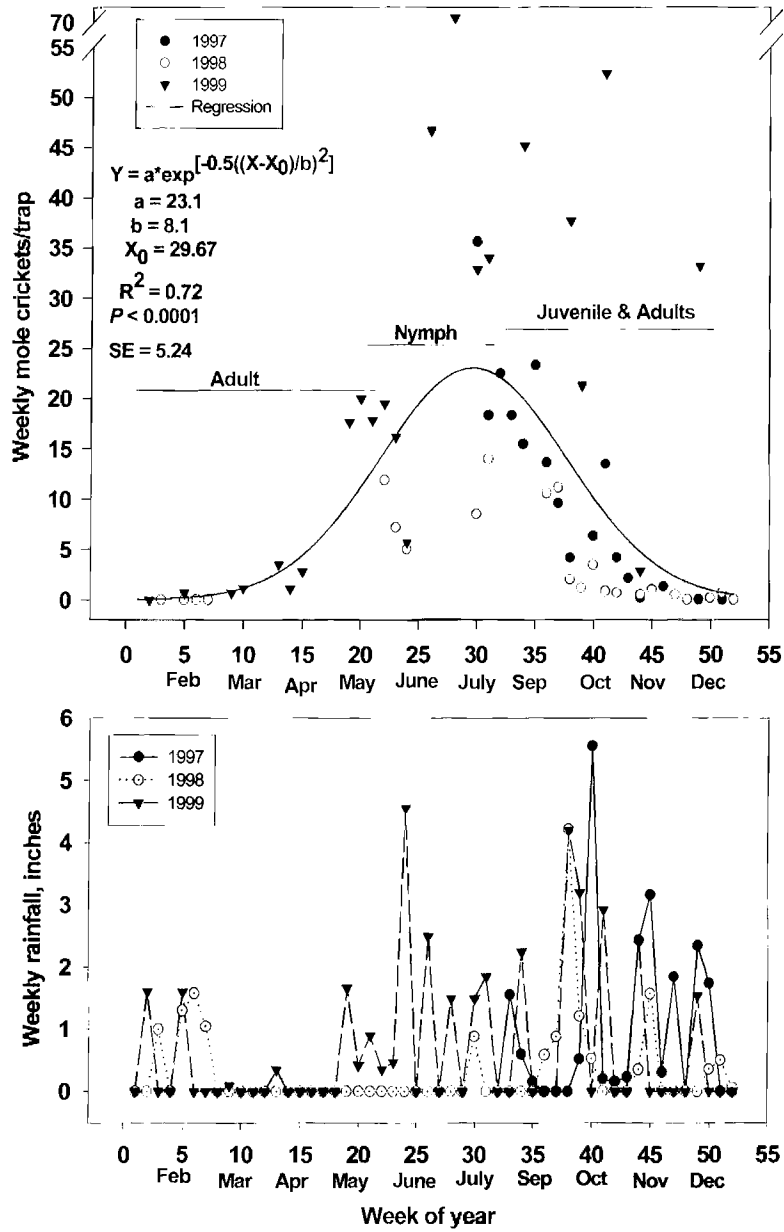 70
55
50
45
40
35
30
25
20
15
10
5
0
Weekly mole crickets/trap
1997
1998
1999
Regression
Y = a*exp[-0.5((X-X0)/b)2]
a = 23.1
b = 8.1
X0 = 29.67
R2 = 0.72
P < 0.0001
SE = 5.24
Adult
Nymph
Juvenile & Adults
0 5 10 15 20 25 30 35 40 45 50 55
Feb Mar Apr May June July Sep Oct Nov Dec
6
5
4
3
2
1
0
Weekly rainfall, inches
1997
1998
1999
0 5 10 15 20 25 30 35 40 45 50 55
Feb Mar Apr May June July Sep Oct Nov Dec
Week of year